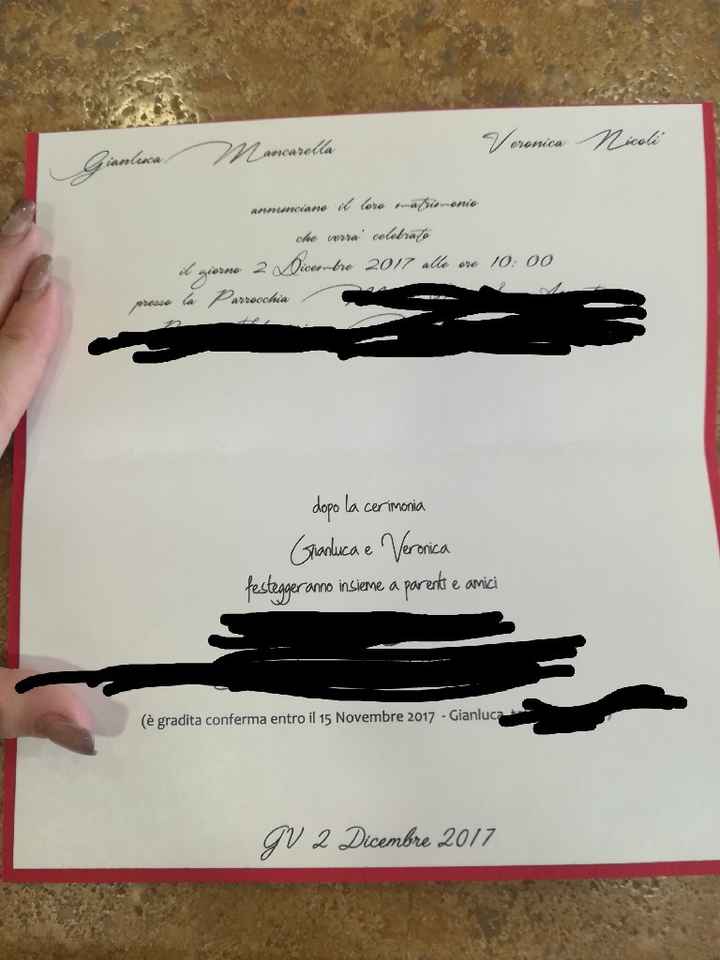 Gianluca Mancarella
Veronica Nicoli'
annunciano il loro matrimonio
che verra' celebrato
il giorno 2 Dicembre 2017 alle ore 10:00
presso la Parrocchia
dopo la cerimonia
Gianluca e Veronica
festeggeranno insieme a parenti e amici
(è gradita conferma entro il 15 Novembre 2017 - Gianluca
GV 2 Dicembre 2017